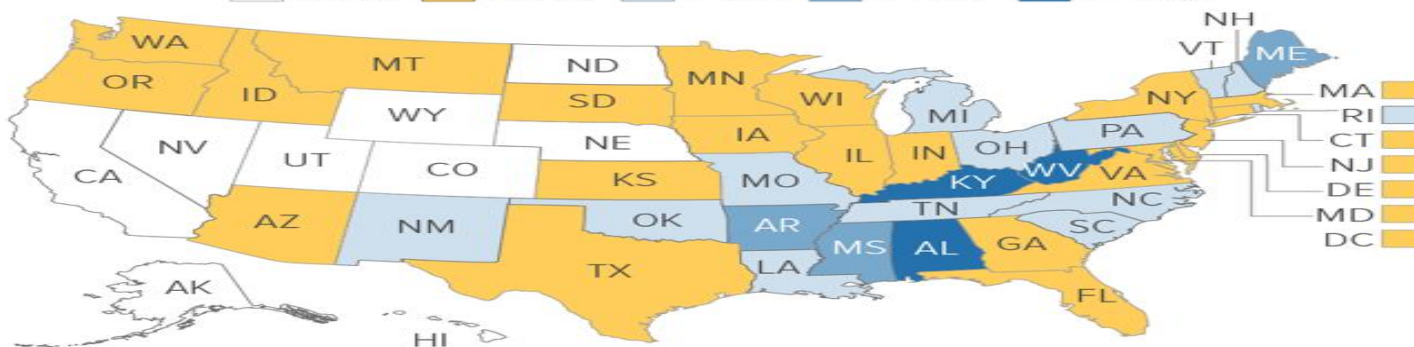 NH
VT
ME
WA
MT
ND
MN
OR
ID
SD
WI
NY
MA
WY
MI
RI
IA
PA
CT
NE
NV
OH
NJ
UT
IL
IN
CO
WV
VA
DE
CA
KS
MO
KY
MD
NC
TN
DC
AZ
NM
OK
AR
SC
MS
AL
GA
LA
TX
FL
AK
HI